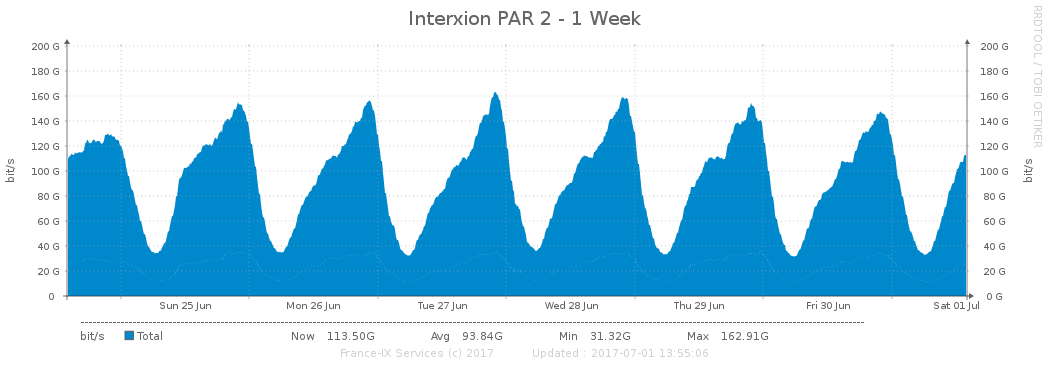 Interxion PAR 2 - 1 Week
RRDTOOL / TOBI OETIKER
200 G 200 G
180 G 180 G
160 G 160 G
140 G 140 G
120 G 120 G
100 G 100 G
80 G 80 G
60 G 60 G
40 G 40 G
20 G 20 G
0 0 G
bit/s bit/s
Sun 25 Jun Mon 26 Jun Tue 27 Jun Wed 28 Jun Thu 29 Jun Fri 30 Jun Sat 01 Jul
bit/s Total Now 113.50G Avg 93.84G Min 31.32G Max 162.91G
France-IX Services (c) 2017 Updated : 2017-07-01 13:55:06